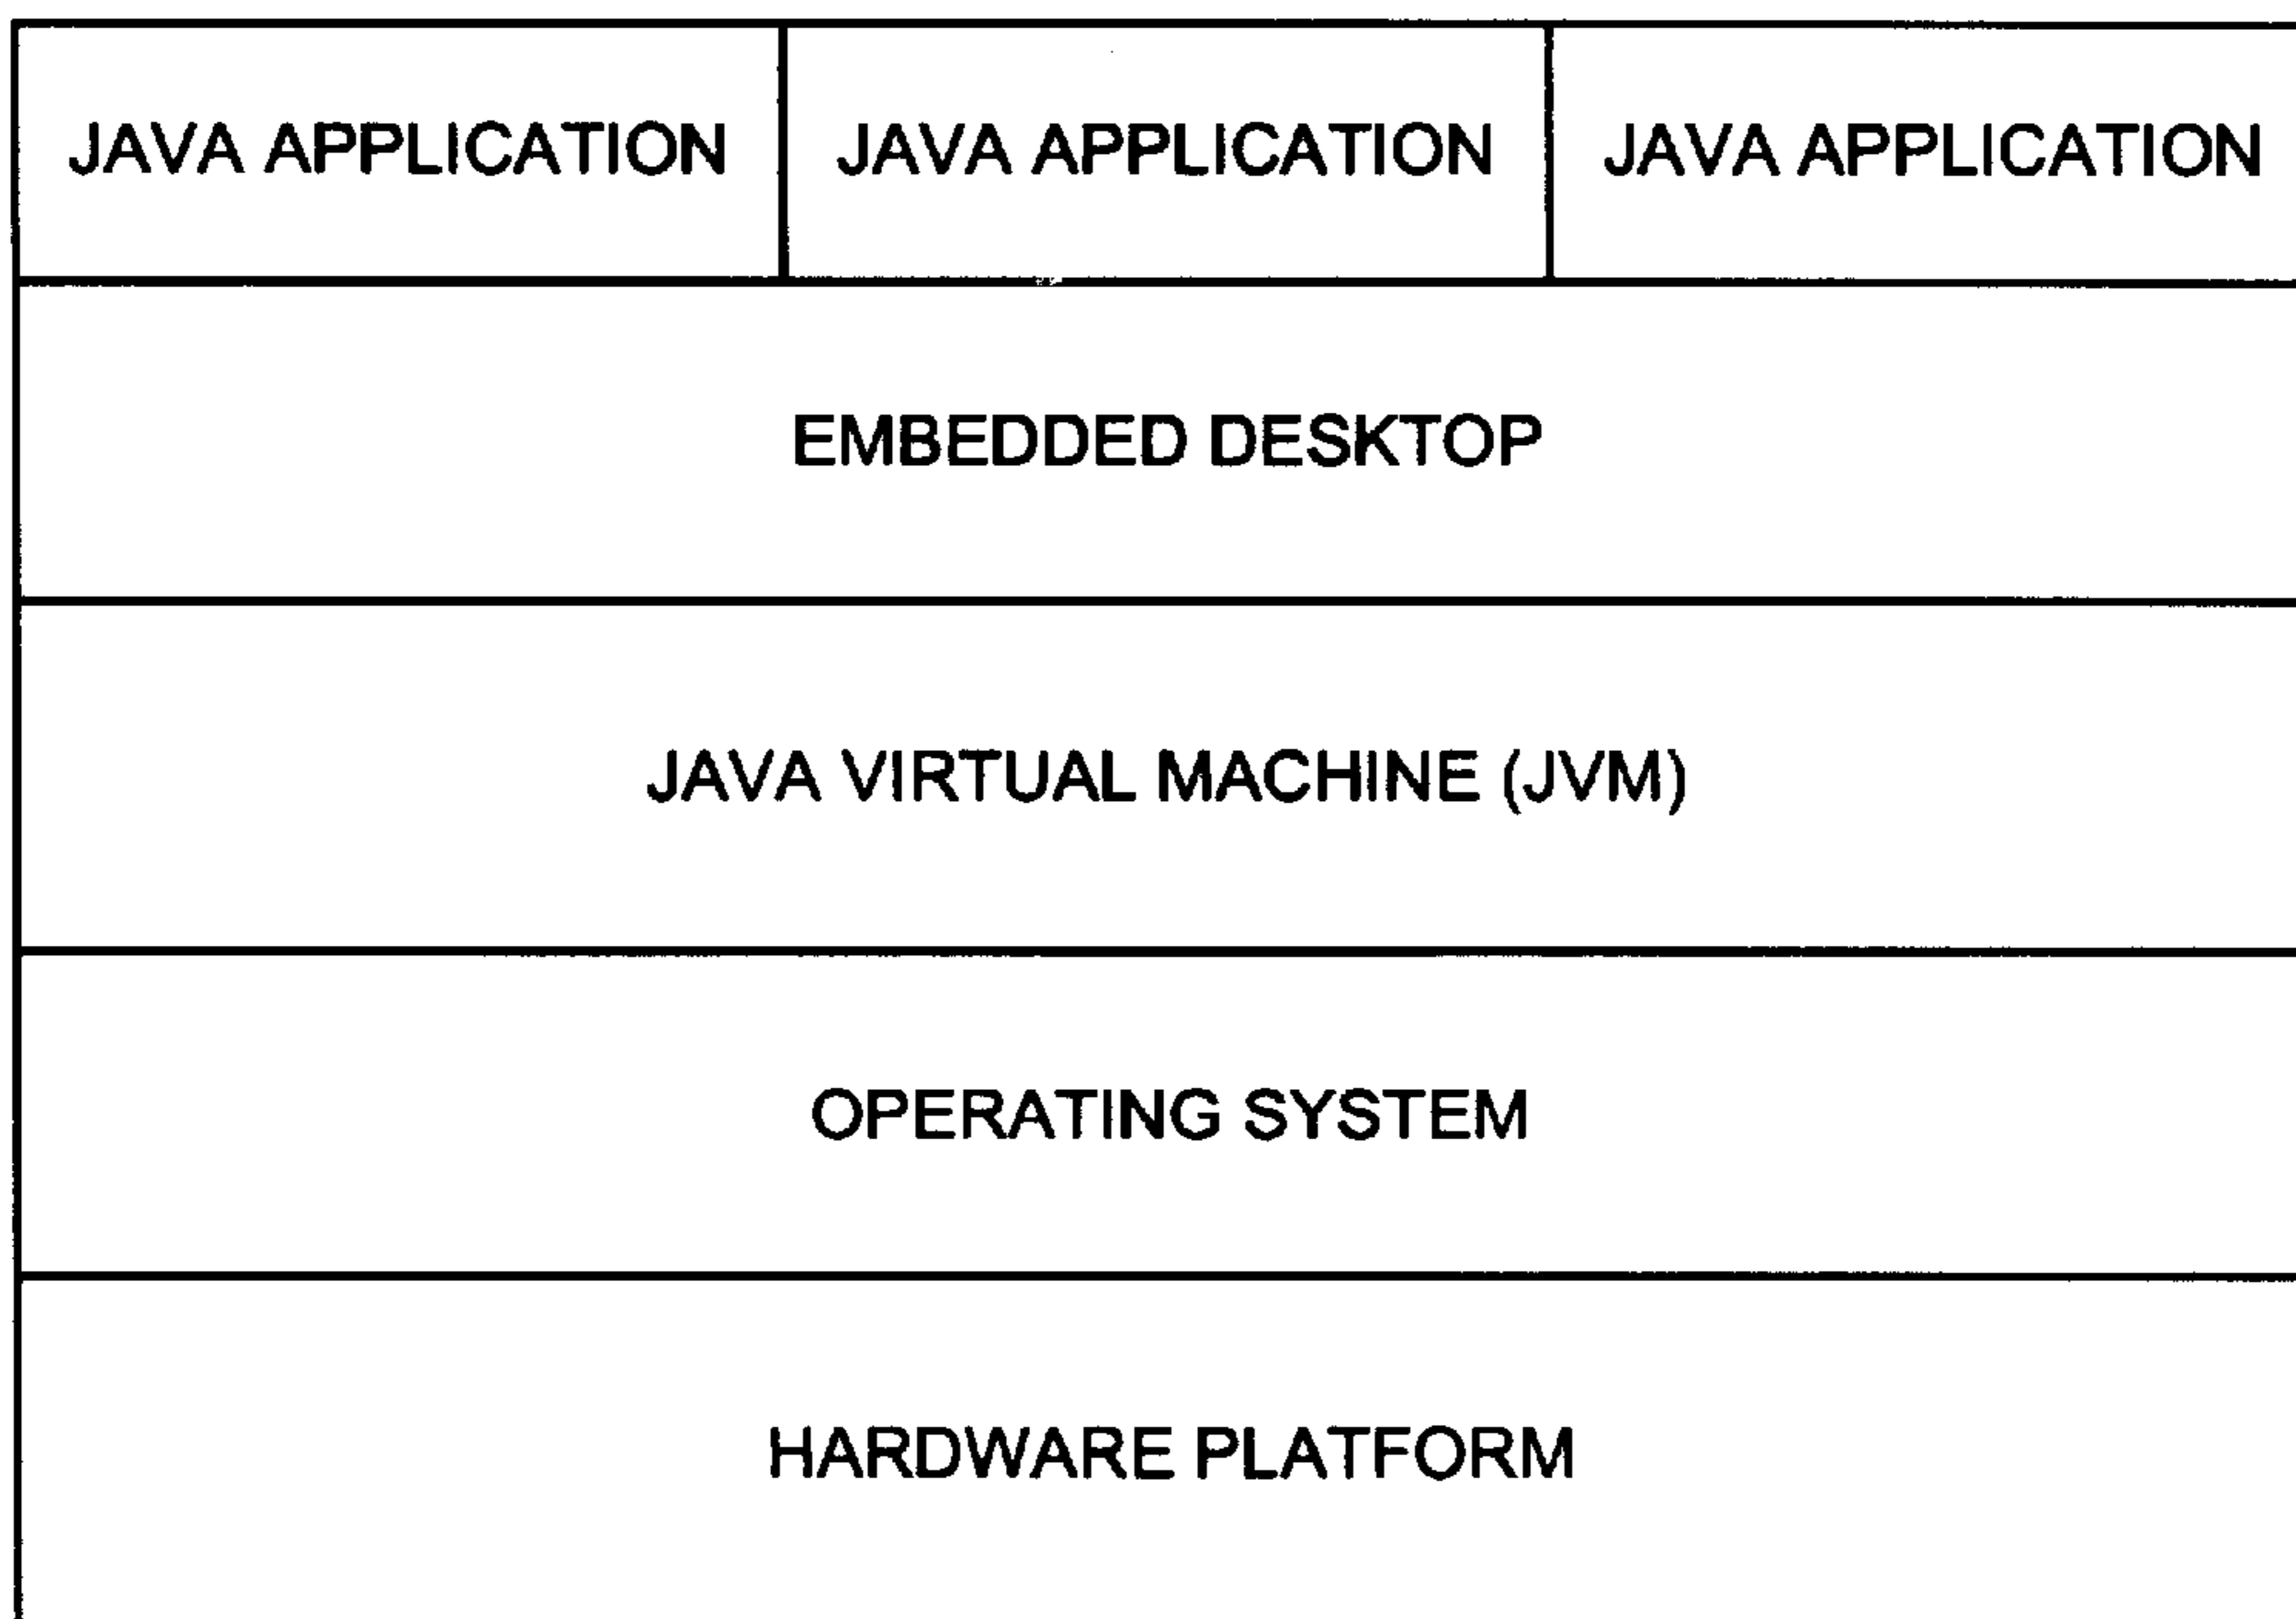 JAVA APPLICATION JAVA APPLICATION JAVA APPLICATION
EMBEDDED DESKTOP
JAVA VIRTUAL MACHINE (JVM)
OPERATING SYSTEM
HARDWARE PLATFORM